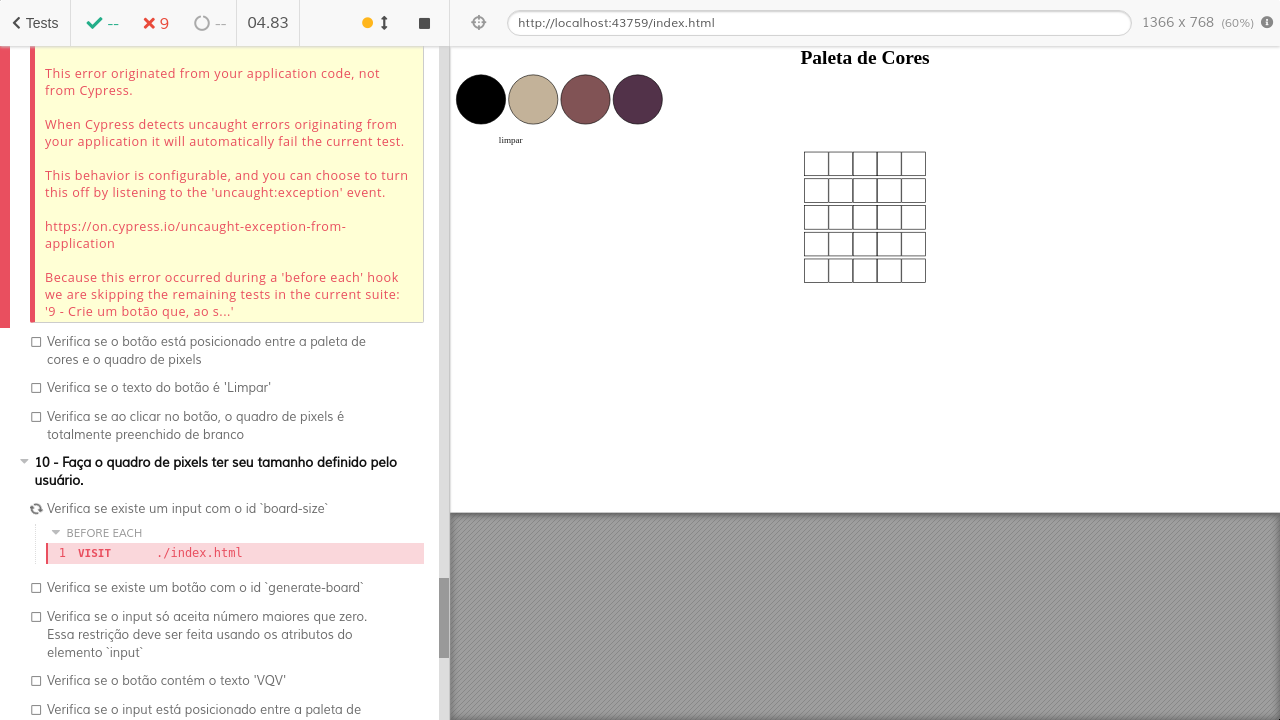 Tests
--
9
--
04.83
http://localhost:43759/index.html
1366 x 768 (60%)
This error originated from your application code, not
from Cypress.
When Cypress detects uncaught errors originating from
your application it will automatically fail the current test.
This behavior is configurable, and you can choose to turn
this off by listening to the 'uncaught:exception' event.
https://on.cypress.io/uncaught-exception-from-
application
Because this error occurred during a 'before each' hook
we are skipping the remaining tests in the current suite:
'9 - Crie um botão que, ao s...'
Verifica se o botão está posicionado entre a paleta de
cores e o quadro de pixels
Verifica se o texto do botão é 'Limpar'
Verifica se ao clicar no botão, o quadro de pixels é
totalmente preenchido de branco
10 - Faça o quadro de pixels ter seu tamanho definido pelo
usuário.
Verifica se existe um input com o id `board-size`
BEFORE EACH
1 VISIT ./index.html
Verifica se existe um botão com o id `generate-board`
Verifica se o input só aceita número maiores que zero.
Essa restrição deve ser feita usando os atributos do
elemento `input`
Verifica se o botão contém o texto 'VQV'
Verifica se o input está posicionado entre a paleta de
Paleta de Cores
limpar